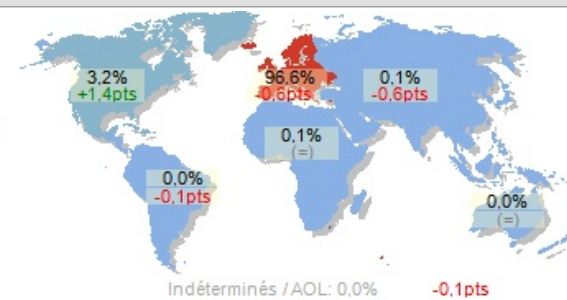 3,2%
+1,4pts
96,6%
-0,6pts
0,1%
-0,6pts
0,1%
(=)
0,0%
-0,1pts
0,0%
(=)
Indéterminés / AOL: 0,0% -0,1pts